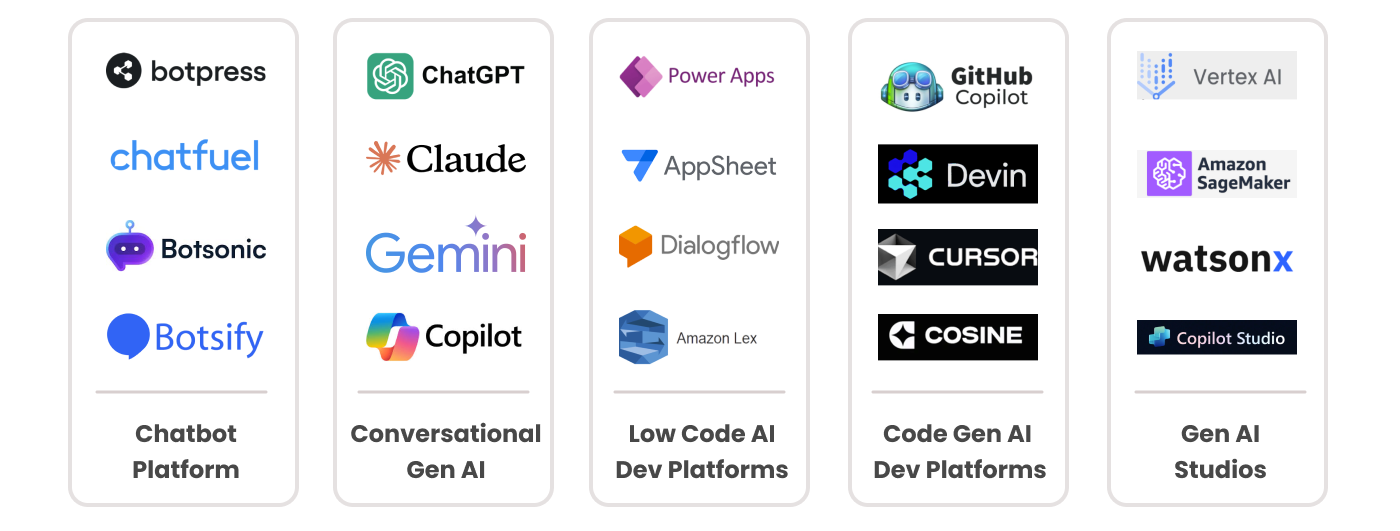 botpress
chatfuel
Botsonic
Botsify
Chatbot
Platform
ChatGPT
Claude
Gemini
Copilot
Conversational
Gen AI
Power Apps
AppSheet
Dialogflow
Amazon Lex
Low Code AI
Dev Platforms
GitHub
Copilot
Devin
CURSOR
COSINE
Code Gen AI
Dev Platforms
Vertex AI
Amazon
SageMaker
watsonx
Copilot Studio
Gen AI
Studios